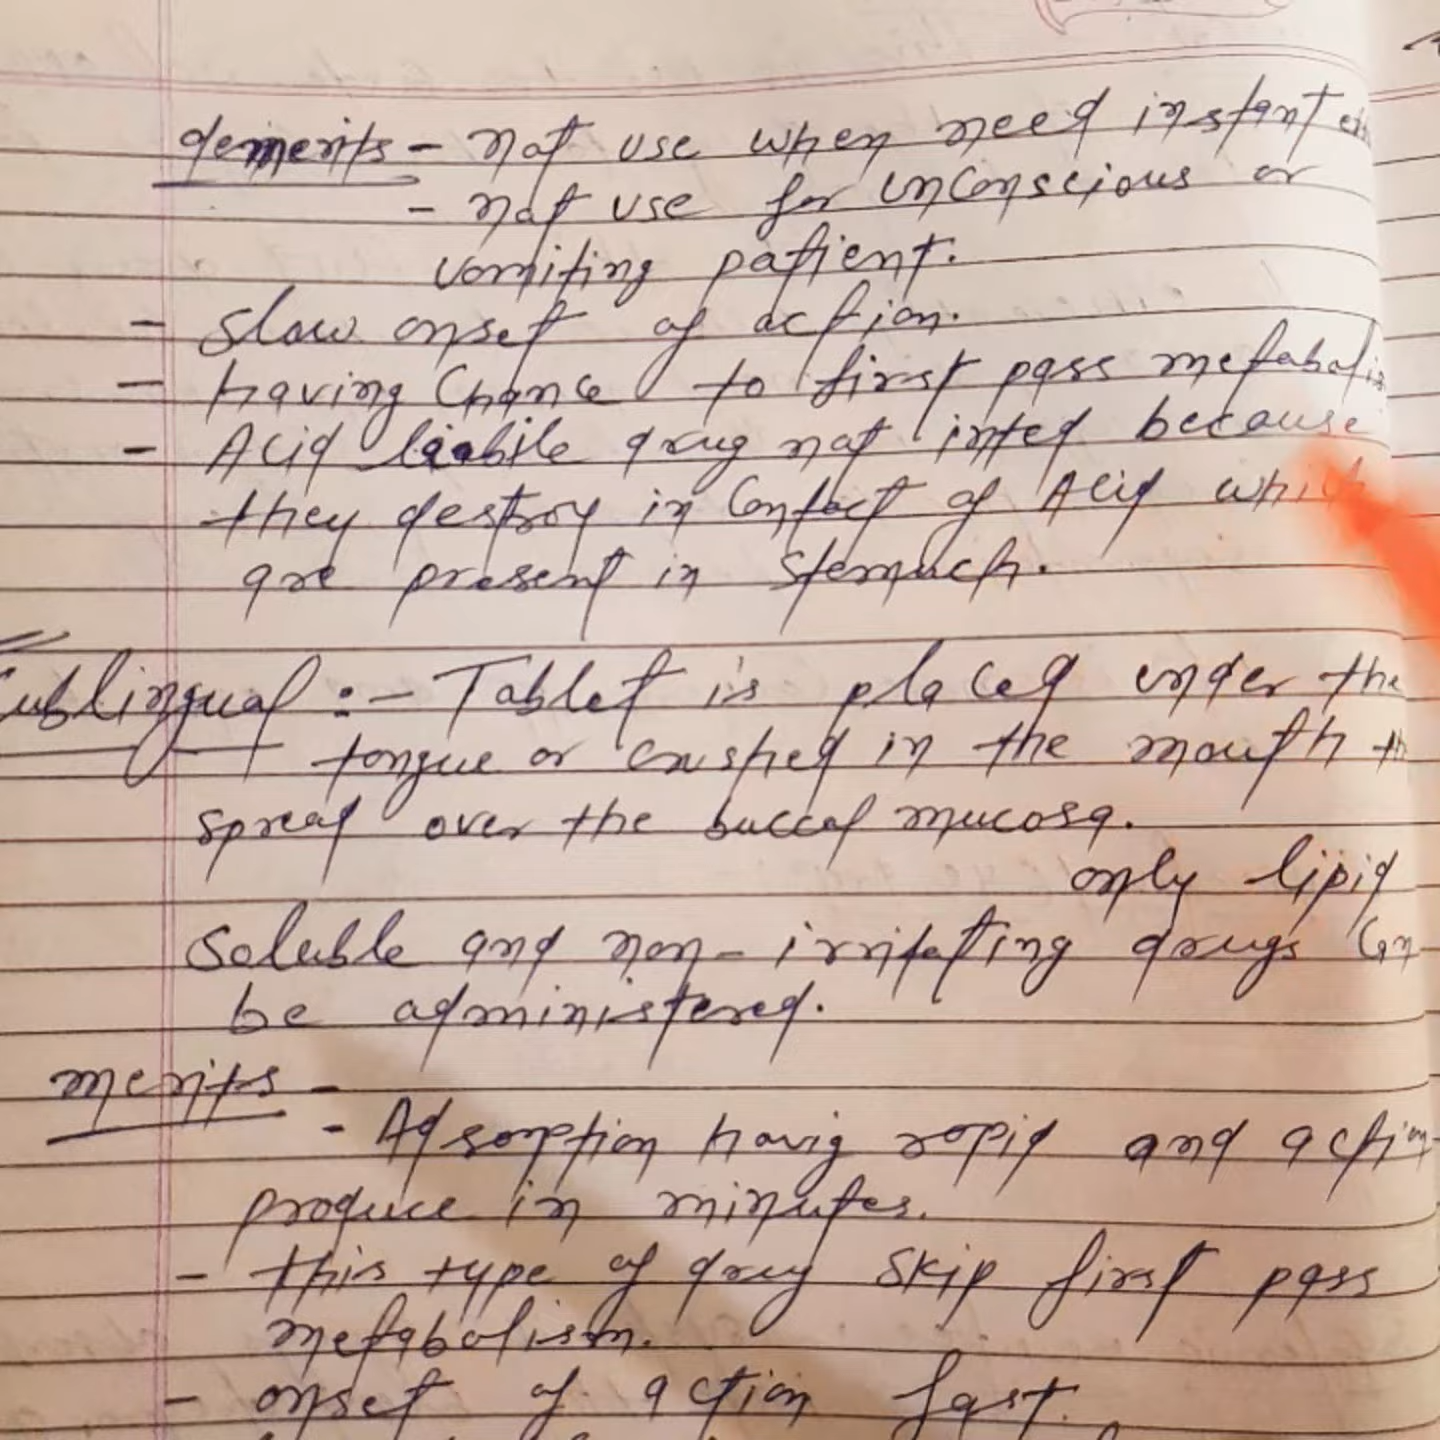 demerits - not use when need instant
- not use for unconscious or
vomiting patient.
- slow onset of action.
- having Chance to first pass metabolis
- Acid liabile drug not inted because
they destroy in Contact of Acid which
are present in stemuch.
Sublingual :- Tablet is placed under the
tongue or crushed in the mouth
spread over the buccal mucosa.
only lipid
Soluble and non-irritating drugs Can
be administered.
merits -
- Adsorption havig rapid and action
produce in minutes.
- this type of drug skip first pass
metabolism.
- onset of action fast.